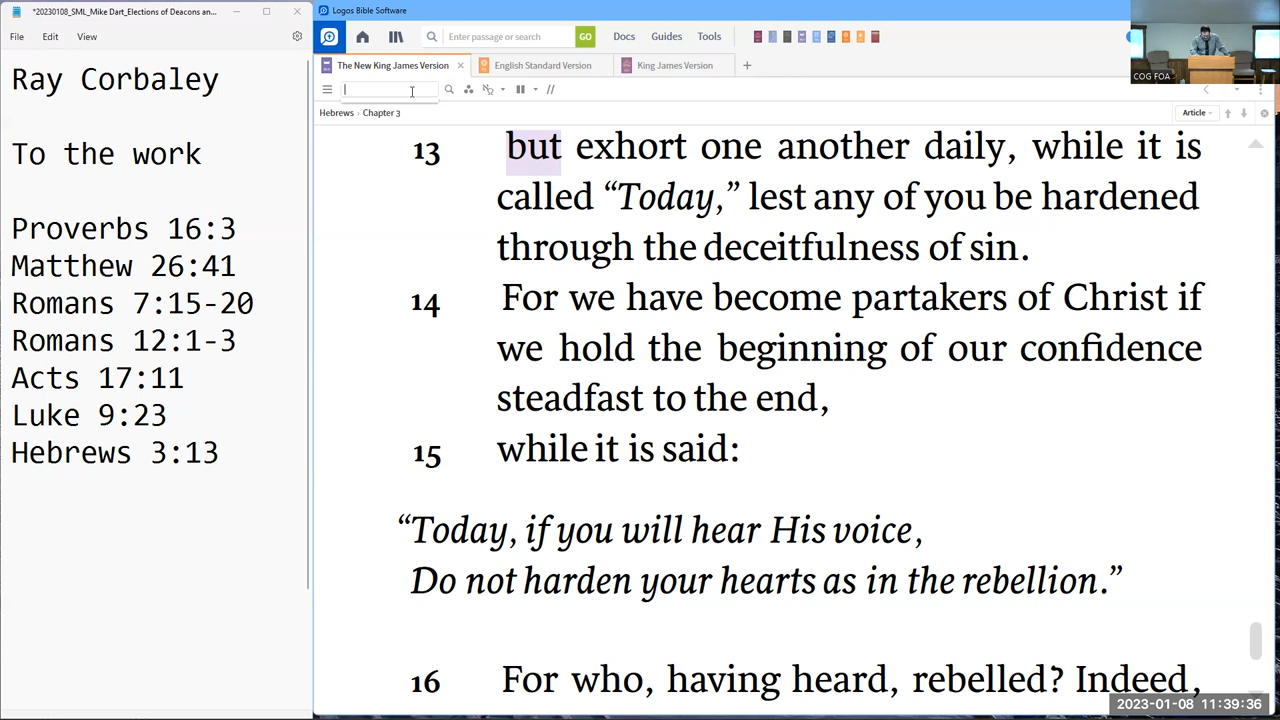 *20230108_SML_Mike Dart_Elections of Deacons an...
File Edit View
Ray Corbaley
To the work
Proverbs 16:3
Matthew 26:41
Romans 7:15-20
Romans 12:1-3
Acts 17:11
Luke 9:23
Hebrews 3:13
Logos Bible Software
Enter passage or search GO Docs Guides Tools
The New King James Version English Standard Version King James Version
Hebrews › Chapter 3 Article
13 but exhort one another daily, while it is
called “Today,” lest any of you be hardened
through the deceitfulness of sin.
14 For we have become partakers of Christ if
we hold the beginning of our confidence
steadfast to the end,
15 while it is said:
“Today, if you will hear His voice,
Do not harden your hearts as in the rebellion.”
16 For who, having heard, rebelled? Indeed,
COG FOA
2023-01-08 11:39:36